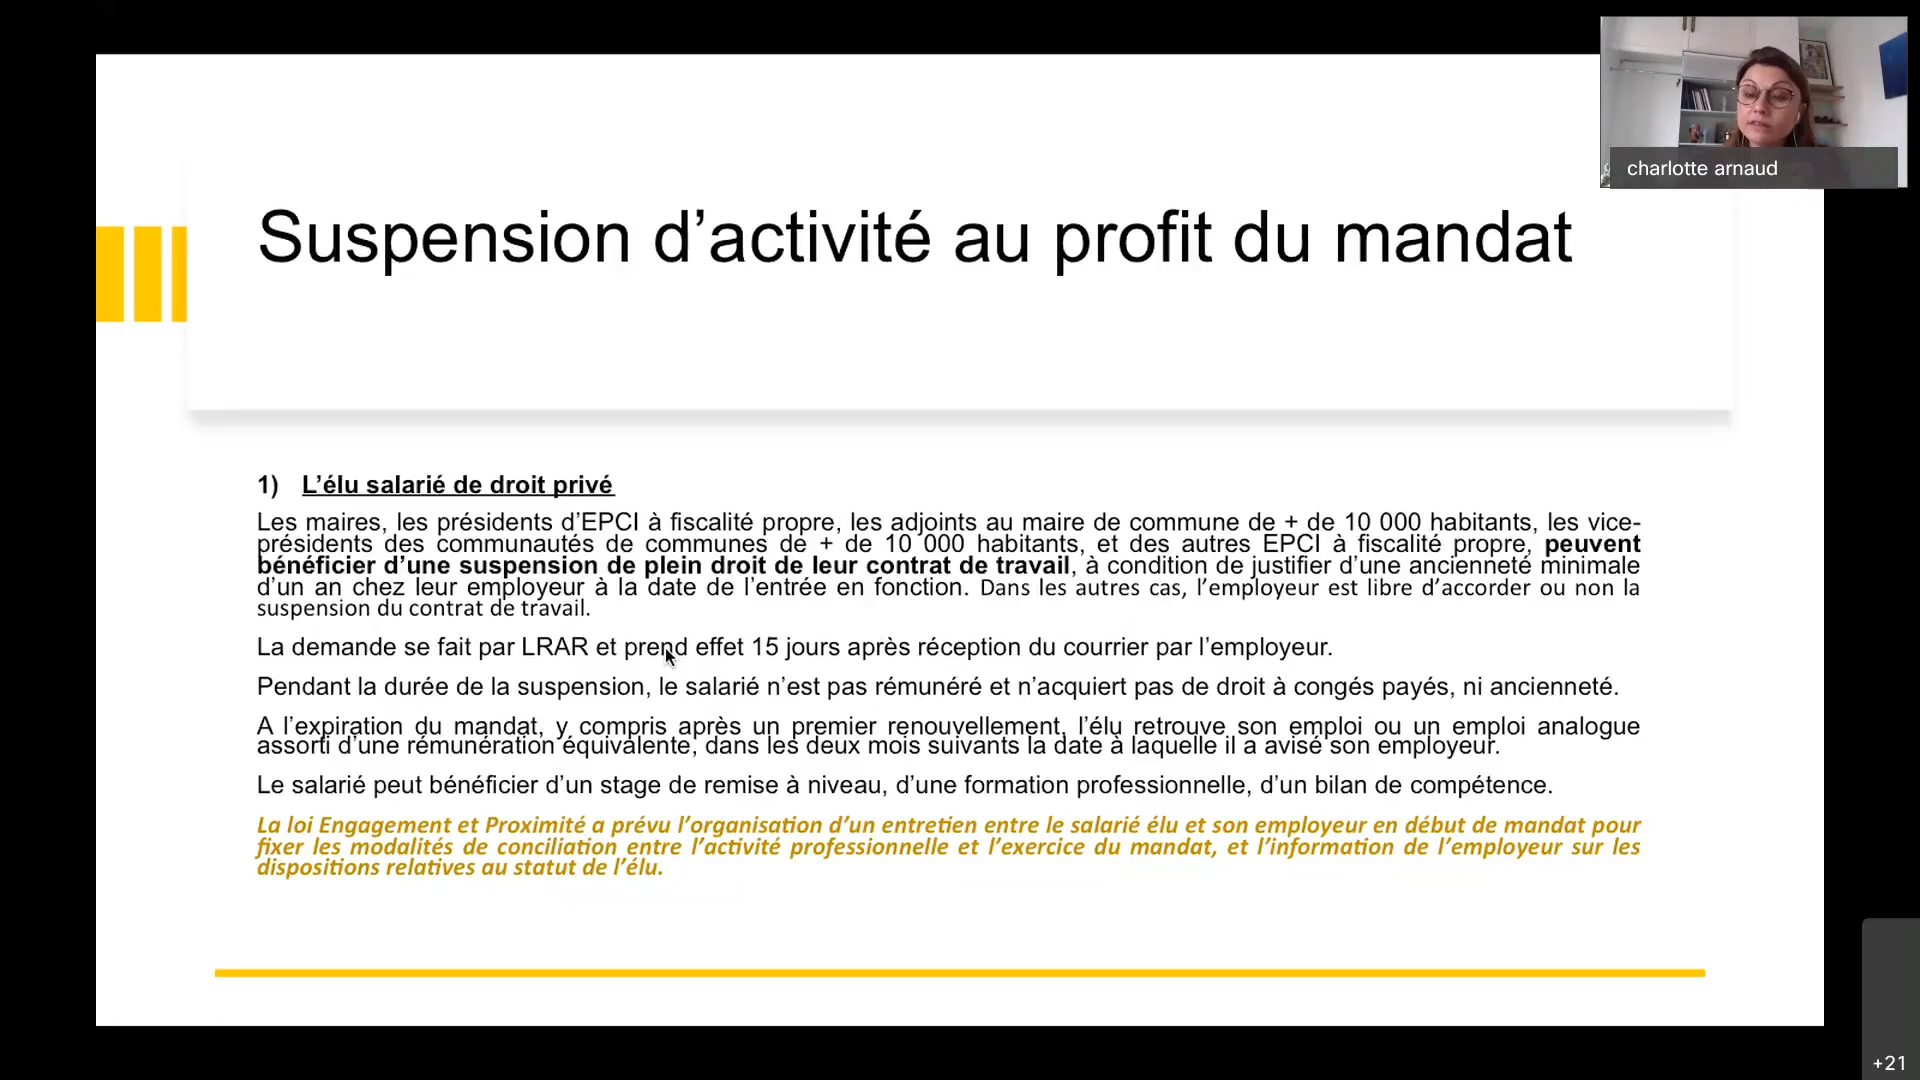 charlotte arnaud
Suspension d’activité au profit du mandat
1) L’élu salarié de droit privé
Les maires, les présidents d’EPCI à fiscalité propre, les adjoints au maire de commune de + de 10 000 habitants, les vice-
présidents des communautés de communes de + de 10 000 habitants, et des autres EPCI à fiscalité propre, peuvent
bénéficier d’une suspension de plein droit de leur contrat de travail, à condition de justifier d’une ancienneté minimale
d’un an chez leur employeur à la date de l’entrée en fonction. Dans les autres cas, l’employeur est libre d’accorder ou non la
suspension du contrat de travail.
La demande se fait par LRAR et prend effet 15 jours après réception du courrier par l’employeur.
Pendant la durée de la suspension, le salarié n’est pas rémunéré et n’acquiert pas de droit à congés payés, ni ancienneté.
A l’expiration du mandat, y compris après un premier renouvellement, l’élu retrouve son emploi ou un emploi analogue
assorti d’une rémunération équivalente, dans les deux mois suivants la date à laquelle il a avisé son employeur.
Le salarié peut bénéficier d’un stage de remise à niveau, d’une formation professionnelle, d’un bilan de compétence.
La loi Engagement et Proximité a prévu l’organisation d’un entretien entre le salarié élu et son employeur en début de mandat pour
fixer les modalités de conciliation entre l’activité professionnelle et l’exercice du mandat, et l’information de l’employeur sur les
dispositions relatives au statut de l’élu.
+21